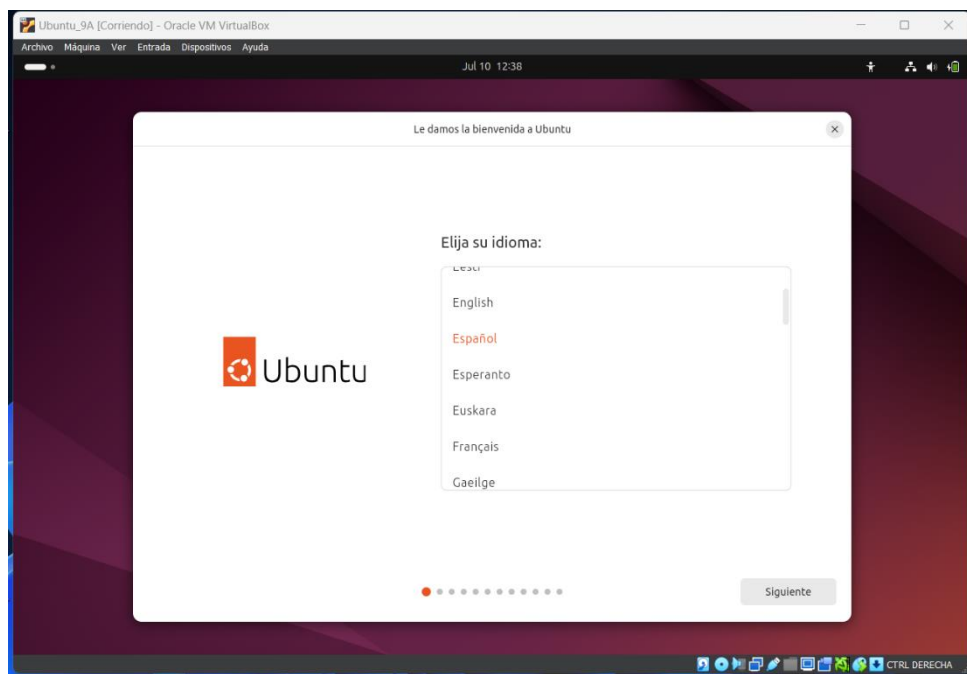 Ubuntu_9A [Corriendo] - Oracle VM VirtualBox
Archivo Máquina Ver Entrada Dispositivos Ayuda
Jul 10 12:38
Le damos la bienvenida a Ubuntu
Elija su idioma:
Eesti
English
Español
Ubuntu
Esperanto
Euskara
Français
Gaeilge
Siguiente
CTRL DERECHA